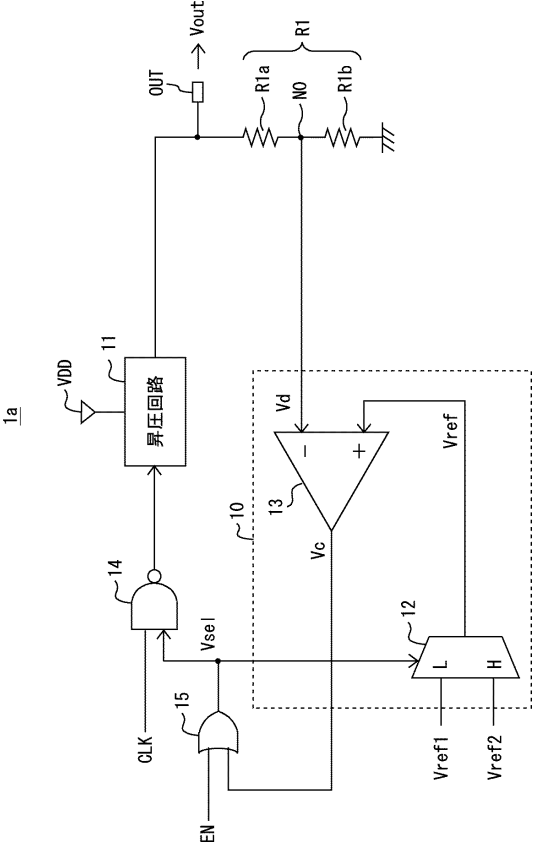 1a
VDD
11
昇圧回路
OUT
Vout
R1
R1a
NO
R1b
14
CLK
Vsel
15
EN
10
Vd
−
+
13
Vc
Vref
12
L
H
Vref1
Vref2